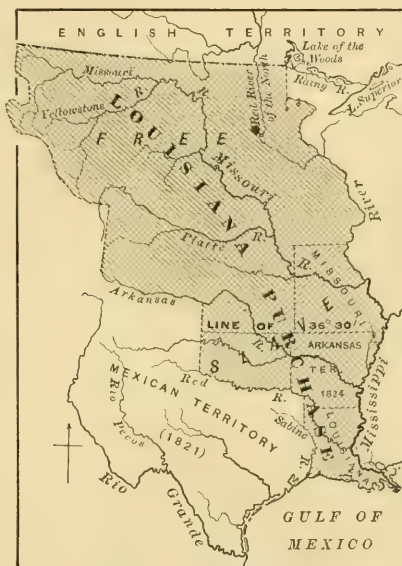 ENGLISH TERRITORY
Lake of the
Woods
Rainy R.
L. Superior
Missouri
R.
Yellowstone R.
Red River
of the North
LOUISIANA
FREE
Missouri
River
Platte R.
R.
MISSOURI
Arkansas
PURCHASE
LINE OF 36° 30'
SLAVE
R.
ARKANSAS
TER.
1824
Red
R.
MEXICAN TERRITORY
(1821)
Rio
Pecos
Sabine
R.
LOUISIANA
Mississippi
Rio
Grande
GULF OF
MEXICO